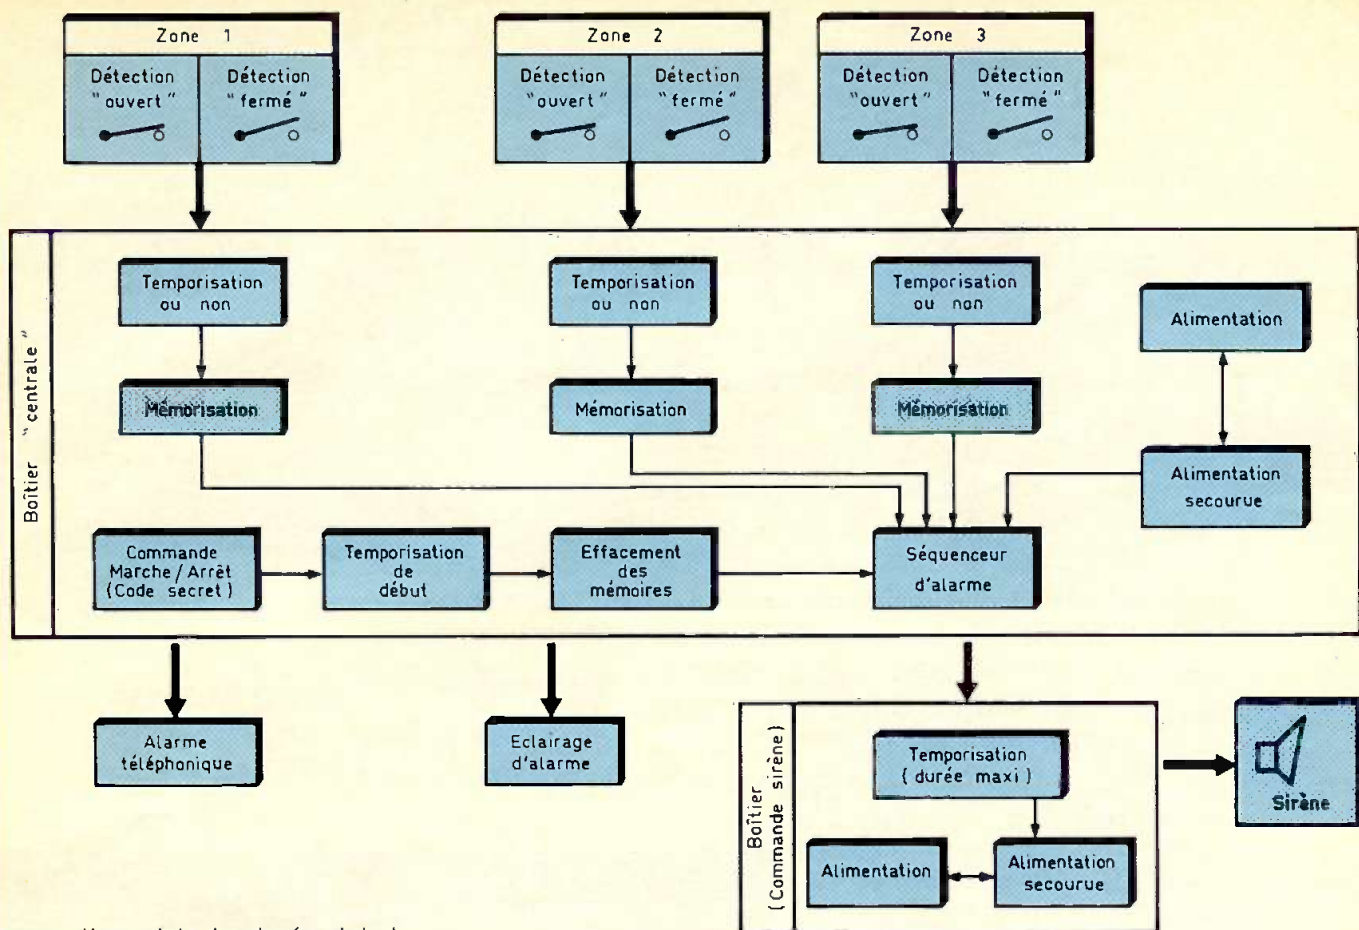 Zone 1
Détection
"ouvert"
Détection
"fermé"
Zone 2
Détection
"ouvert"
Détection
"fermé"
Zone 3
Détection
"ouvert"
Détection
"fermé"
Boîtier "centrale"
Temporisation
ou non
Temporisation
ou non
Temporisation
ou non
Alimentation
Mémorisation
Mémorisation
Mémorisation
Alimentation
secourue
Commande
Marche/Arrêt
(Code secret)
Temporisation
de
début
Effacement
des
mémoires
Séquenceur
d'alarme
Alarme
téléphonique
Eclairage
d'alarme
Boîtier
(Commande sirène)
Temporisation
(durée maxi)
Alimentation
Alimentation
secourue
Sirène